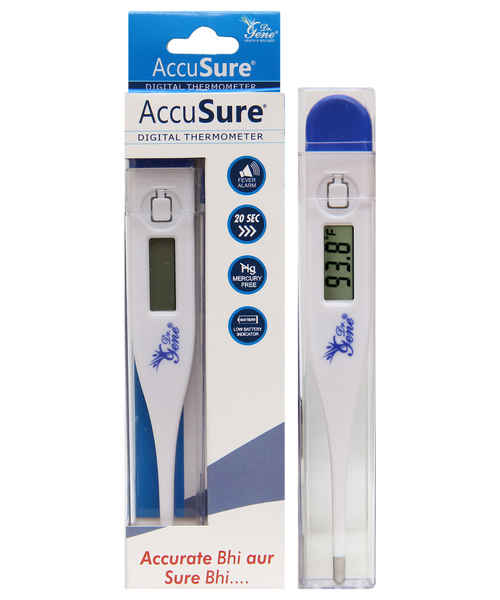 Dr.
Gene
AccuSure®
DIGITAL THERMOMETER
AccuSure®
DIGITAL THERMOMETER
FEVER
ALARM
20 SEC
Hg
MERCURY
FREE
BATTERY
LOW BATTERY
INDICATOR
Dr.
Gene
Accurate Bhi aur
Sure Bhi....
93.8°F
Dr.
Gene